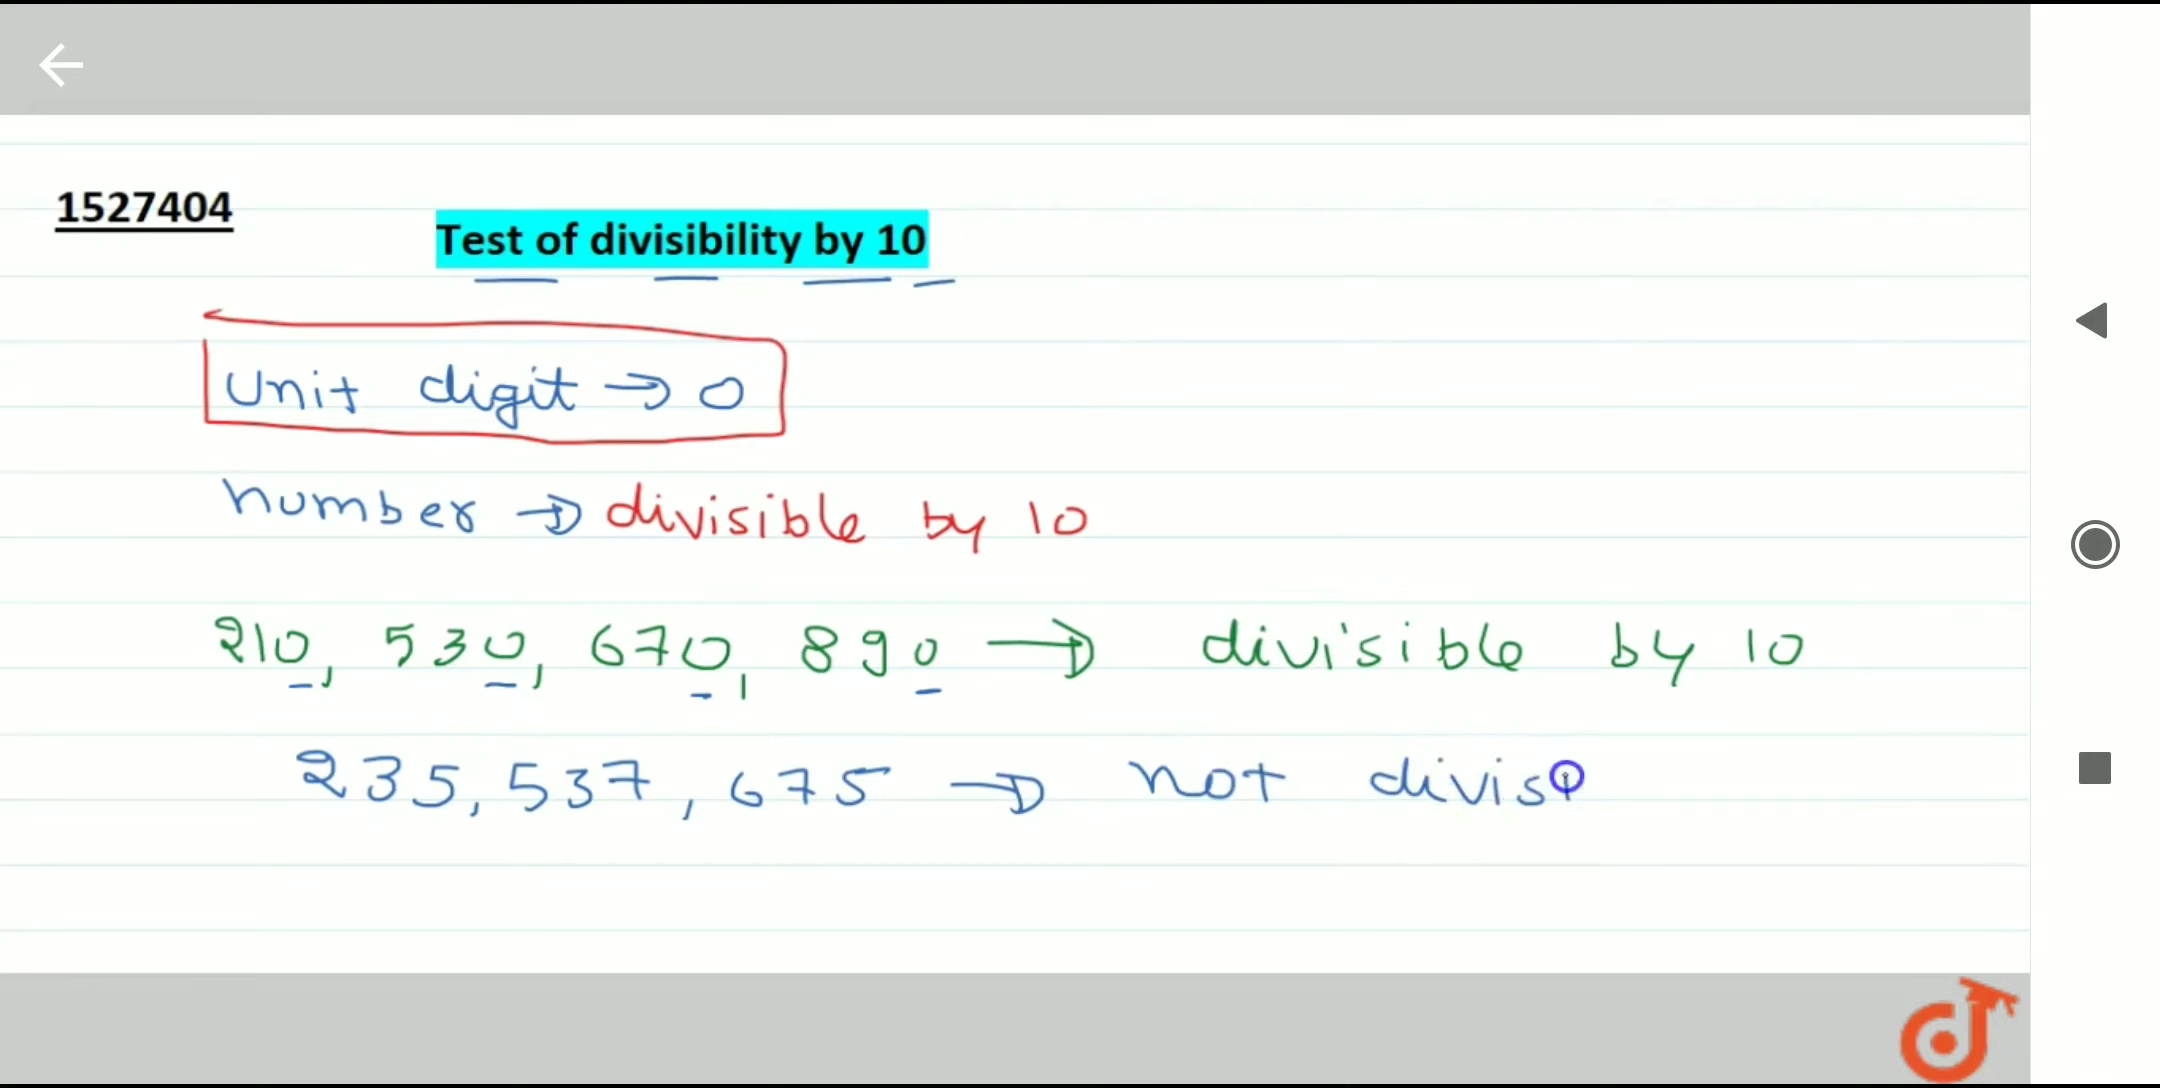 1527404
Test of divisibility by 10
Unit digit → 0
number → divisible by 10
210, 530, 670, 890 → divisible by 10
235, 537, 675 → not divisi